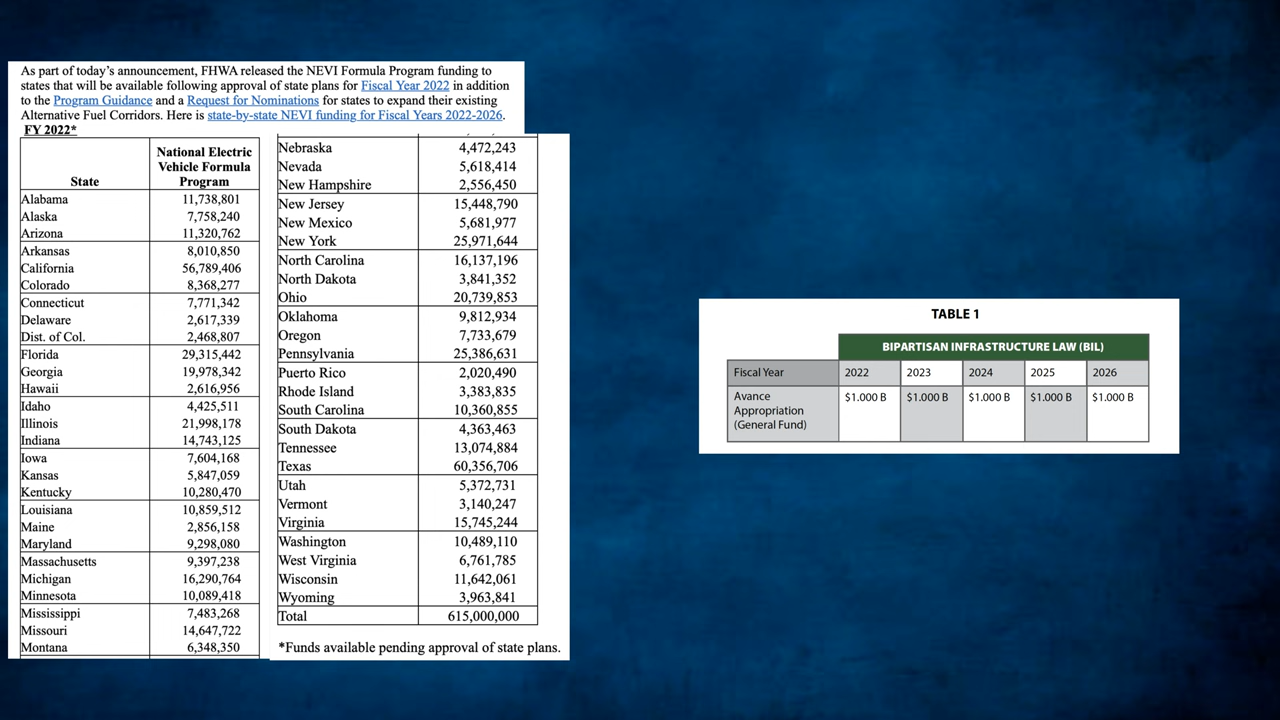 As part of today's announcement, FHWA released the NEVI Formula Program funding to
states that will be available following approval of state plans for Fiscal Year 2022 in addition
to the Program Guidance and a Request for Nominations for states to expand their existing
Alternative Fuel Corridors. Here is state-by-state NEVI funding for Fiscal Years 2022-2026.
FY 2022*
State National Electric
Vehicle Formula
Program
Alabama 11,738,801
Alaska 7,758,240
Arizona 11,320,762
Arkansas 8,010,850
California 56,789,406
Colorado 8,368,277
Connecticut 7,771,342
Delaware 2,617,339
Dist. of Col. 2,468,807
Florida 29,315,442
Georgia 19,978,342
Hawaii 2,616,956
Idaho 4,425,511
Illinois 21,998,178
Indiana 14,743,125
Iowa 7,604,168
Kansas 5,847,059
Kentucky 10,280,470
Louisiana 10,859,512
Maine 2,856,158
Maryland 9,298,080
Massachusetts 9,397,238
Michigan 16,290,764
Minnesota 10,089,418
Mississippi 7,483,268
Missouri 14,647,722
Montana 6,348,350
Nebraska 4,472,243
Nevada 5,618,414
New Hampshire 2,556,450
New Jersey 15,448,790
New Mexico 5,681,977
New York 25,971,644
North Carolina 16,137,196
North Dakota 3,841,352
Ohio 20,739,853
Oklahoma 9,812,934
Oregon 7,733,679
Pennsylvania 25,386,631
Puerto Rico 2,020,490
Rhode Island 3,383,835
South Carolina 10,360,855
South Dakota 4,363,463
Tennessee 13,074,884
Texas 60,356,706
Utah 5,372,731
Vermont 3,140,247
Virginia 15,745,244
Washington 10,489,110
West Virginia 6,761,785
Wisconsin 11,642,061
Wyoming 3,963,841
Total 615,000,000
*Funds available pending approval of state plans.
TABLE 1
BIPARTISAN INFRASTRUCTURE LAW (BIL)
Fiscal Year 2022 2023 2024 2025 2026
Avance $1.000 B $1.000 B $1.000 B $1.000 B $1.000 B
Appropriation
(General Fund)